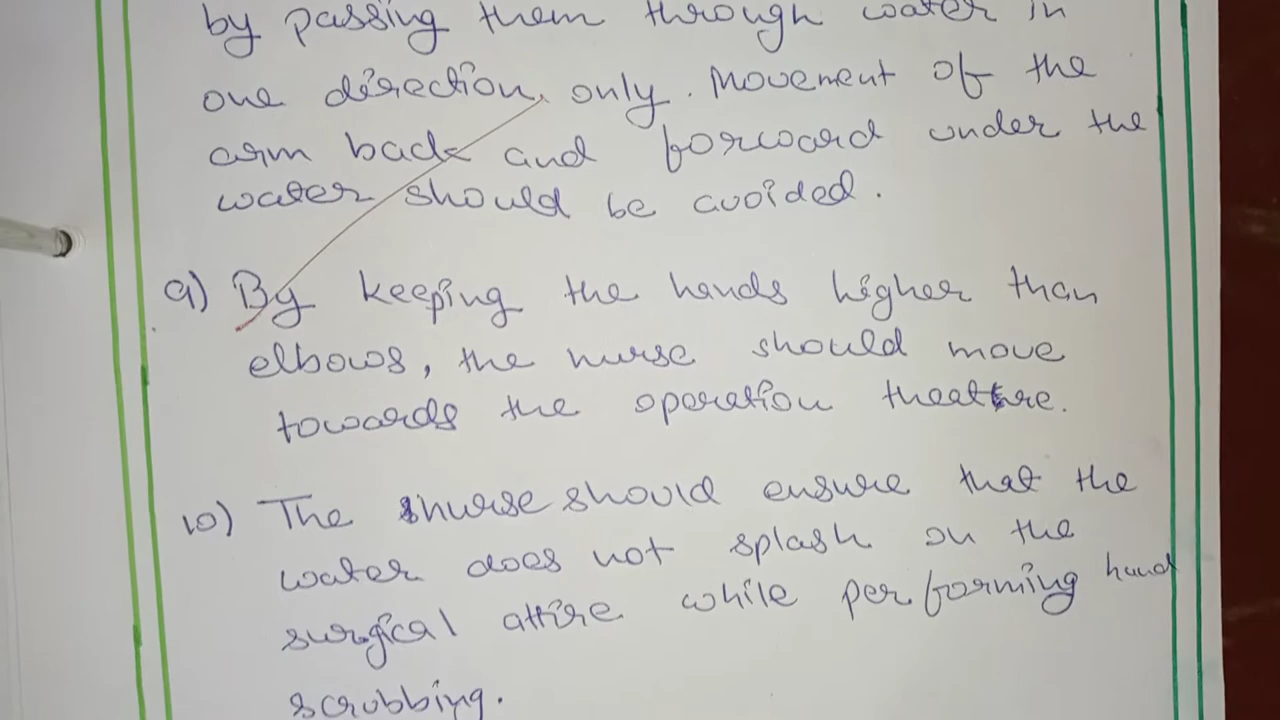 by passing them through water in
one direction only. Movement of the
arm back and forward under the
water should be avoided.
9) By keeping the hands higher than
elbows, the nurse should move
towards the operation theatre.
10) The nurse should ensure that the
water does not splash on the
surgical attire while performing hand
scrubbing.